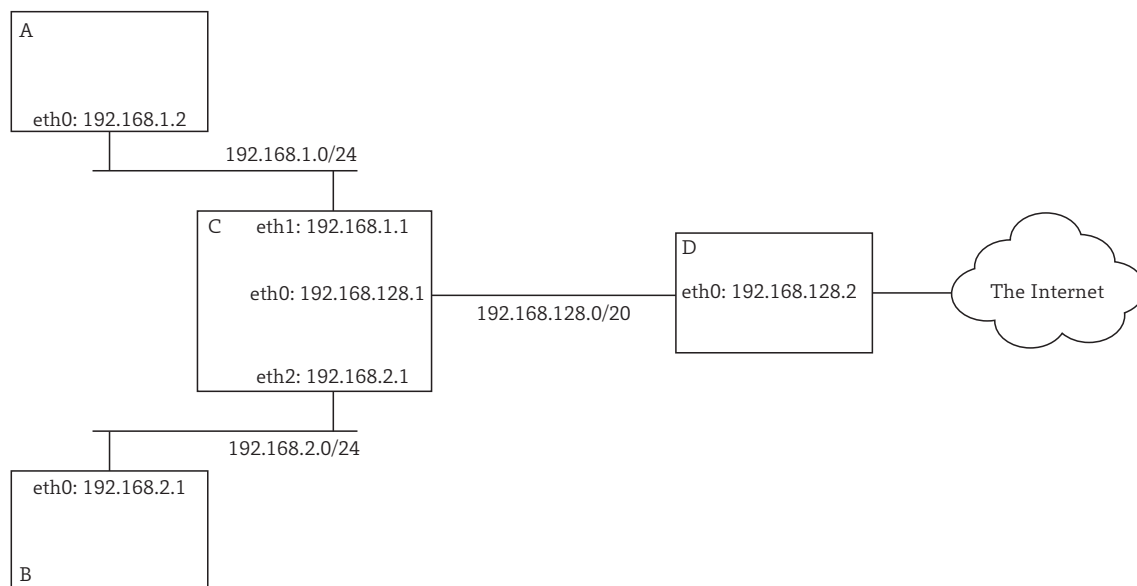 A
eth0: 192.168.1.2
192.168.1.0/24
C
eth1: 192.168.1.1
eth0: 192.168.128.1
eth2: 192.168.2.1
192.168.128.0/20
D
eth0: 192.168.128.2
The Internet
192.168.2.0/24
eth0: 192.168.2.1
B